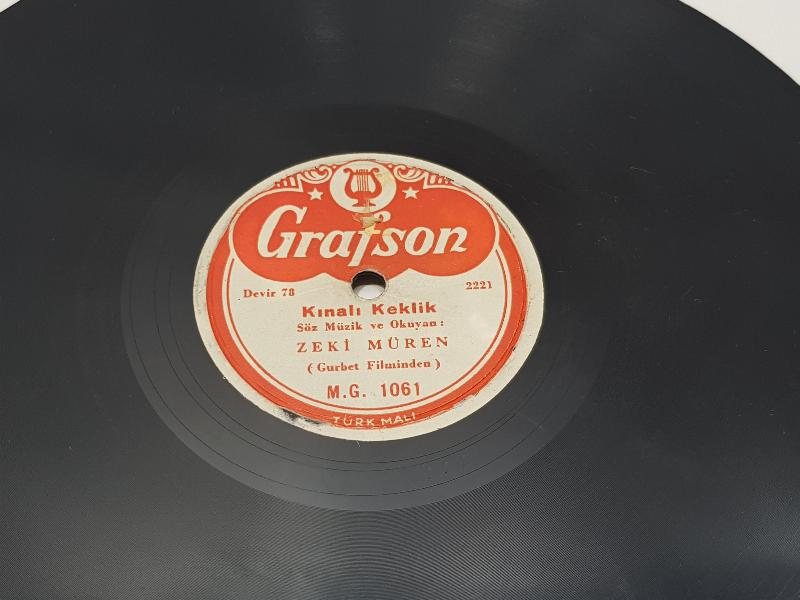 Grafson
Devir 78 2221
Kınalı Keklik
Söz Müzik ve Okuyan:
ZEKİ MÜREN
(Gurbet Filminden)
M.G. 1061
TÜRK MALI